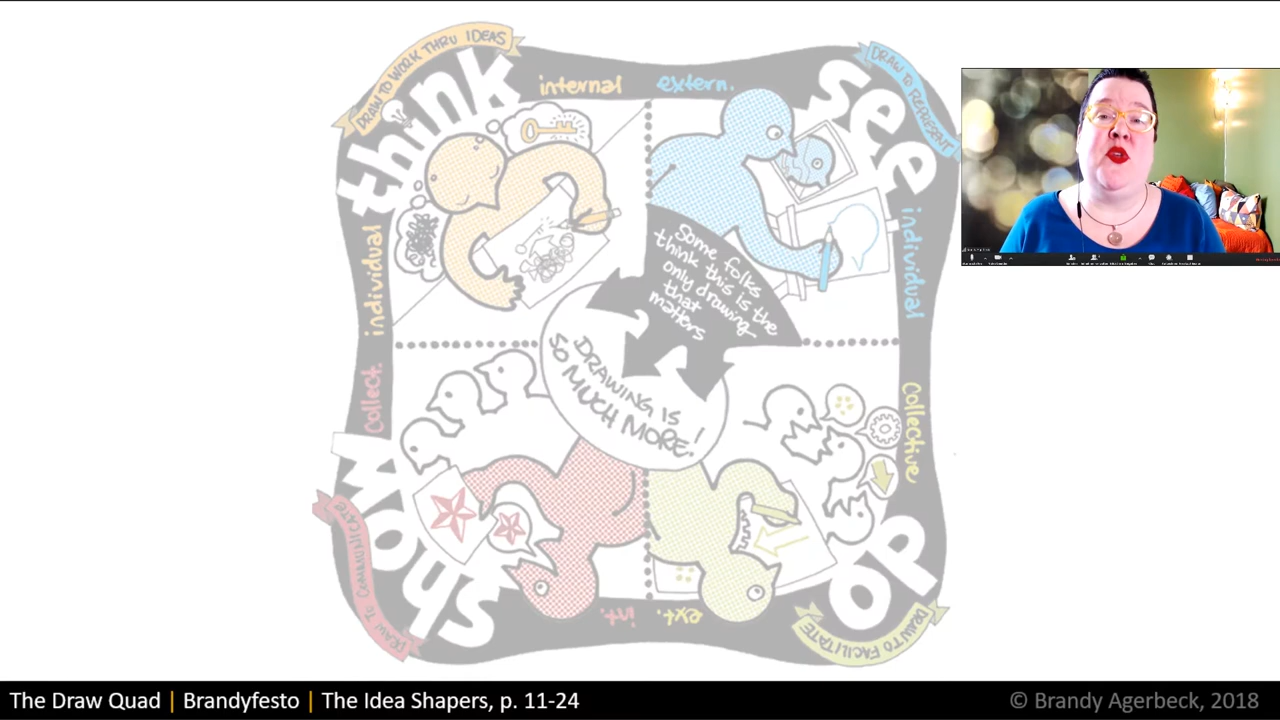 DRAW TO WORK THRU IDEAS
think
internal
extern.
see
DRAW TO REPRESENT
individual
individual
Some folks
think this is the
only drawing
that
matters
DRAWING IS
SO MUCH MORE!
collect.
Collective
show
DRAW TO COMMUNICATE
int.
ext.
do
DRAW TO FACILITATE
The Draw Quad | Brandyfesto | The Idea Shapers, p. 11-24
© Brandy Agerbeck, 2018